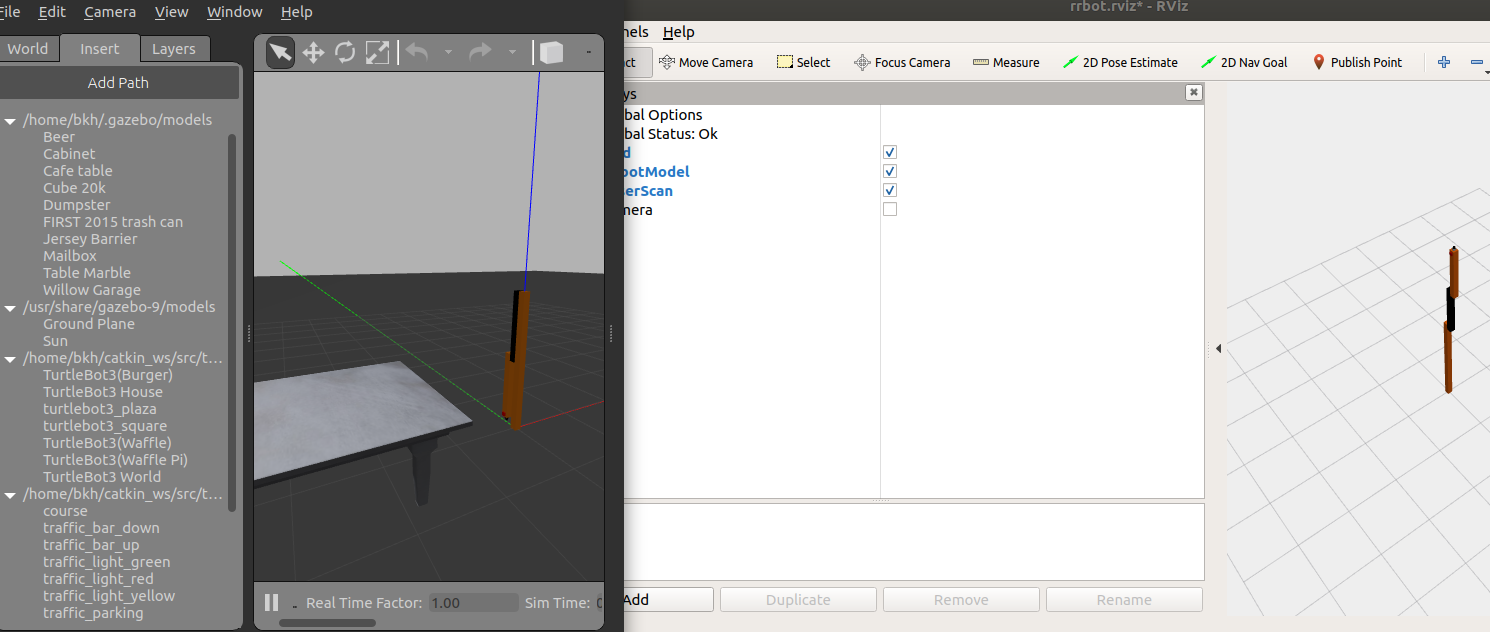 File Edit Camera View Window Help
World Insert Layers
Add Path
/home/bkh/.gazebo/models
Beer
Cabinet
Cafe table
Cube 20k
Dumpster
FIRST 2015 trash can
Jersey Barrier
Mailbox
Table Marble
Willow Garage
/usr/share/gazebo-9/models
Ground Plane
Sun
/home/bkh/catkin_ws/src/t...
TurtleBot3(Burger)
TurtleBot3 House
turtlebot3_plaza
turtlebot3_square
TurtleBot3(Waffle)
TurtleBot3(Waffle Pi)
TurtleBot3 World
/home/bkh/catkin_ws/src/t...
course
traffic_bar_down
traffic_bar_up
traffic_light_green
traffic_light_red
traffic_light_yellow
traffic_parking
Real Time Factor: 1.00 Sim Time:
rrbot.rviz* - RViz
nels Help
ct Move Camera Select Focus Camera Measure 2D Pose Estimate 2D Nav Goal Publish Point
ys
bal Options
bal Status: Ok
d
botModel
serScan
mera
Add Duplicate Remove Rename